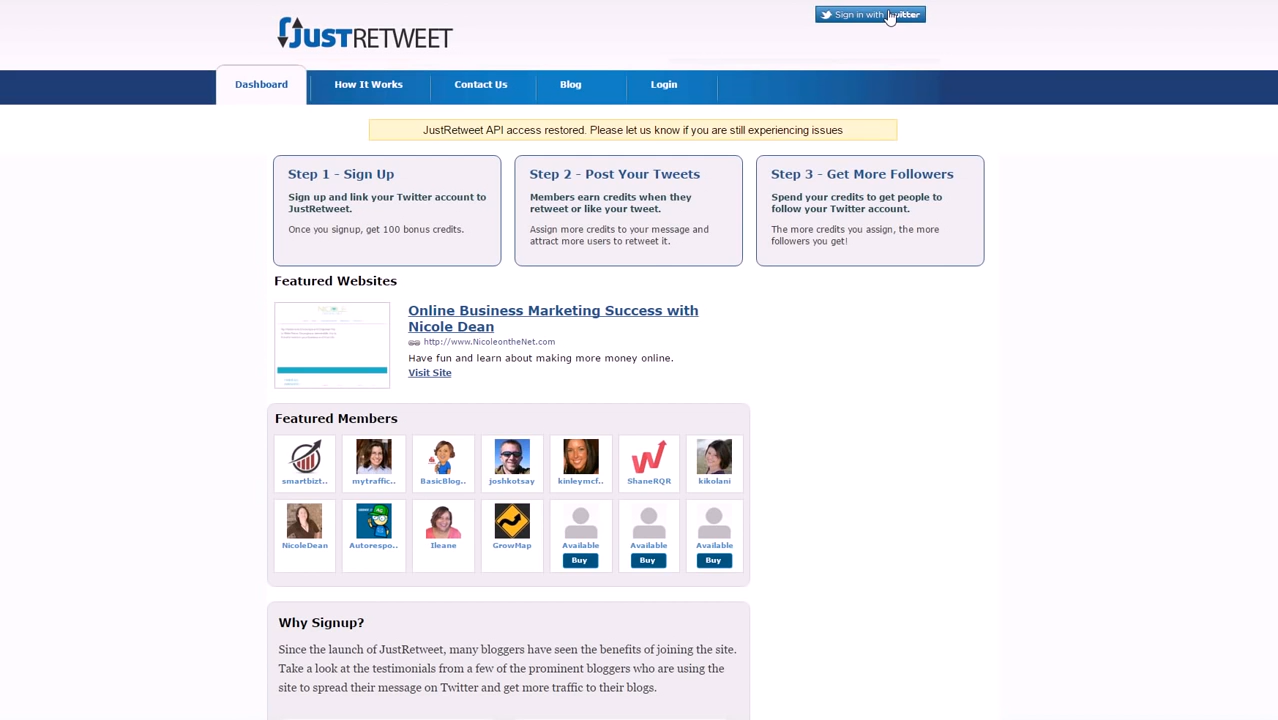 JUSTRETWEET
Sign in with twitter
Dashboard
How It Works
Contact Us
Blog
Login
JustRetweet API access restored. Please let us know if you are still experiencing issues
Step 1 - Sign Up
Sign up and link your Twitter account to
JustRetweet.
Once you signup, get 100 bonus credits.
Step 2 - Post Your Tweets
Members earn credits when they
retweet or like your tweet.
Assign more credits to your message and
attract more users to retweet it.
Step 3 - Get More Followers
Spend your credits to get people to
follow your Twitter account.
The more credits you assign, the more
followers you get!
Featured Websites
Online Business Marketing Success with
Nicole Dean
http://www.NicoleontheNet.com
Have fun and learn about making more money online.
Visit Site
Featured Members
smartbizt..
mytraffic..
BasicBlog..
joshkotsay
kinleymcf..
ShaneRQR
kikolani
NicoleDean
Autorespo..
Ileane
GrowMap
Available
Available
Available
Buy
Buy
Buy
Why Signup?
Since the launch of JustRetweet, many bloggers have seen the benefits of joining the site.
Take a look at the testimonials from a few of the prominent bloggers who are using the
site to spread their message on Twitter and get more traffic to their blogs.